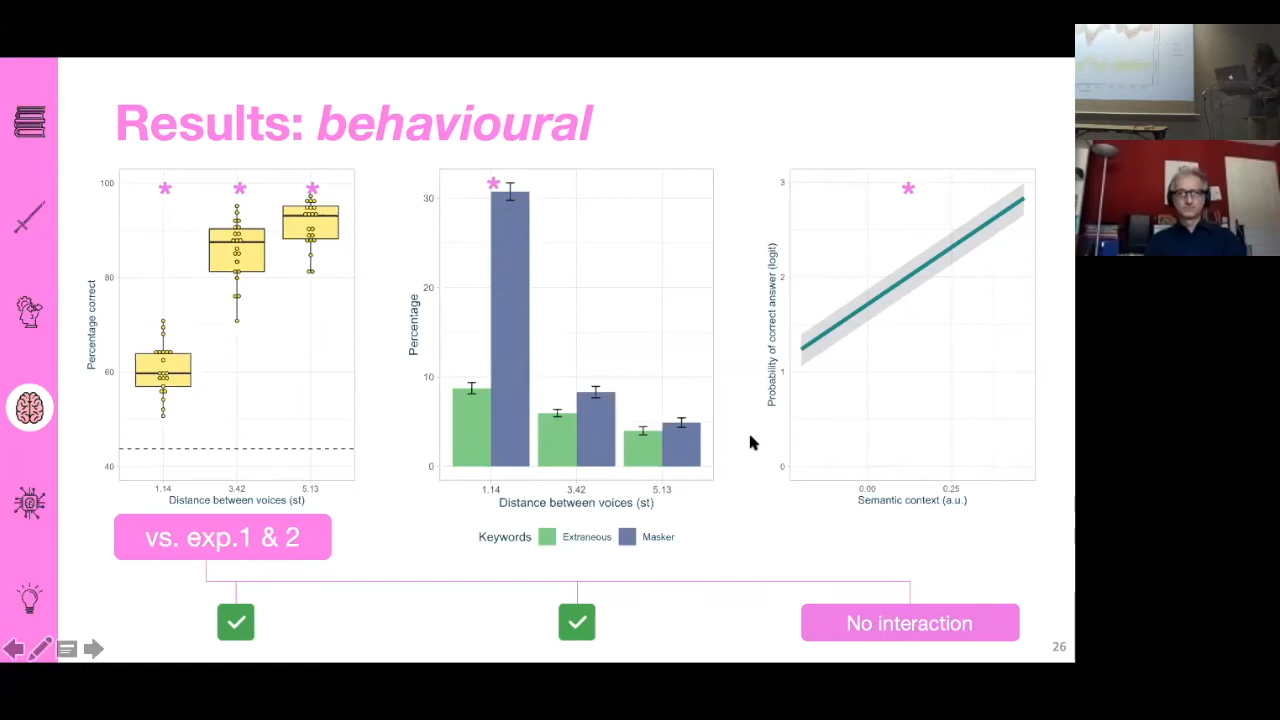 Results: behavioural
*
*
*
100
80
60
40
Percentage correct
1.14
3.42
5.13
Distance between voices (st)
*
30
20
10
0
Percentage
1.14
3.42
5.13
Distance between voices (st)
Keywords
Extraneous
Masker
*
3
2
1
0
Probability of correct answer (logit)
0.00
0.25
Semantic context (a.u.)
vs. exp.1 & 2
No interaction
26